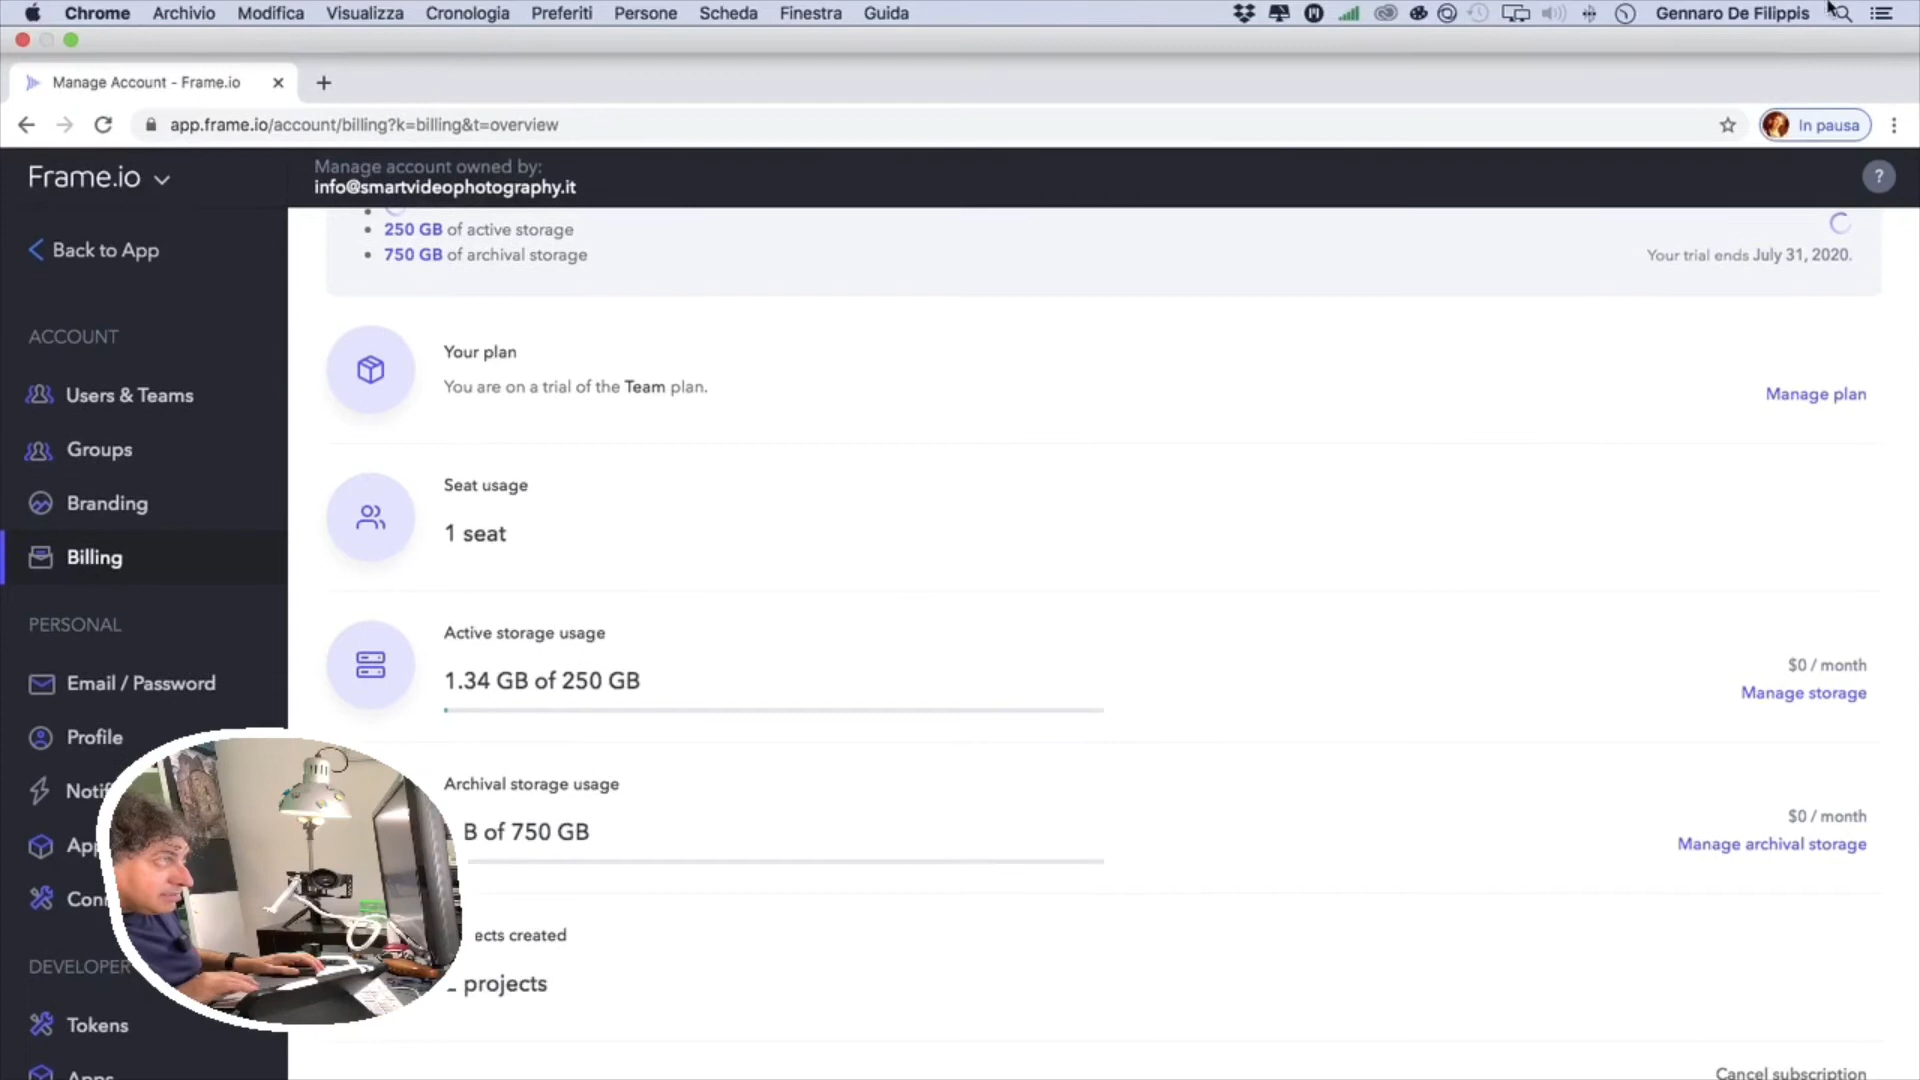 Chrome Archivio Modifica Visualizza Cronologia Preferiti Persone Scheda Finestra Guida Gennaro De Filippis
Manage Account - Frame.io
app.frame.io/account/billing?k=billing&t=overview
In pausa
Frame.io
Manage account owned by:
info@smartvideophotography.it
?
Back to App
ACCOUNT
Users & Teams
Groups
Branding
Billing
PERSONAL
Email / Password
Profile
Notif
App
Con
DEVELOPER
Tokens
Apps
250 GB of active storage
750 GB of archival storage
Your trial ends July 31, 2020.
Your plan
You are on a trial of the Team plan.
Manage plan
Seat usage
1 seat
Active storage usage
1.34 GB of 250 GB
$0 / month
Manage storage
Archival storage usage
B of 750 GB
$0 / month
Manage archival storage
ects created
projects
Cancel subscription